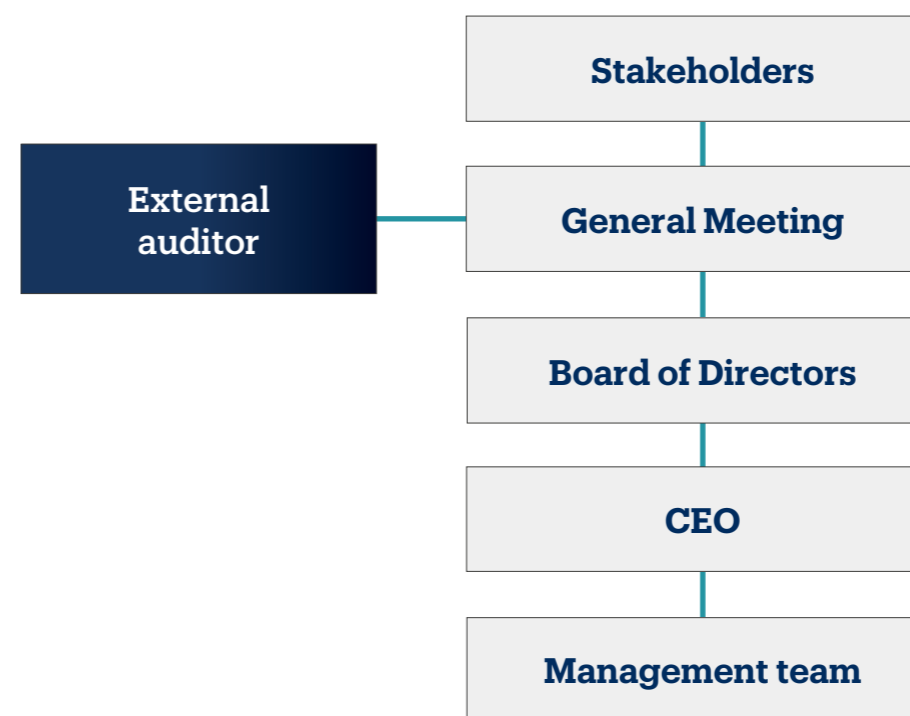 Stakeholders
External
auditor
General Meeting
Board of Directors
CEO
Management team